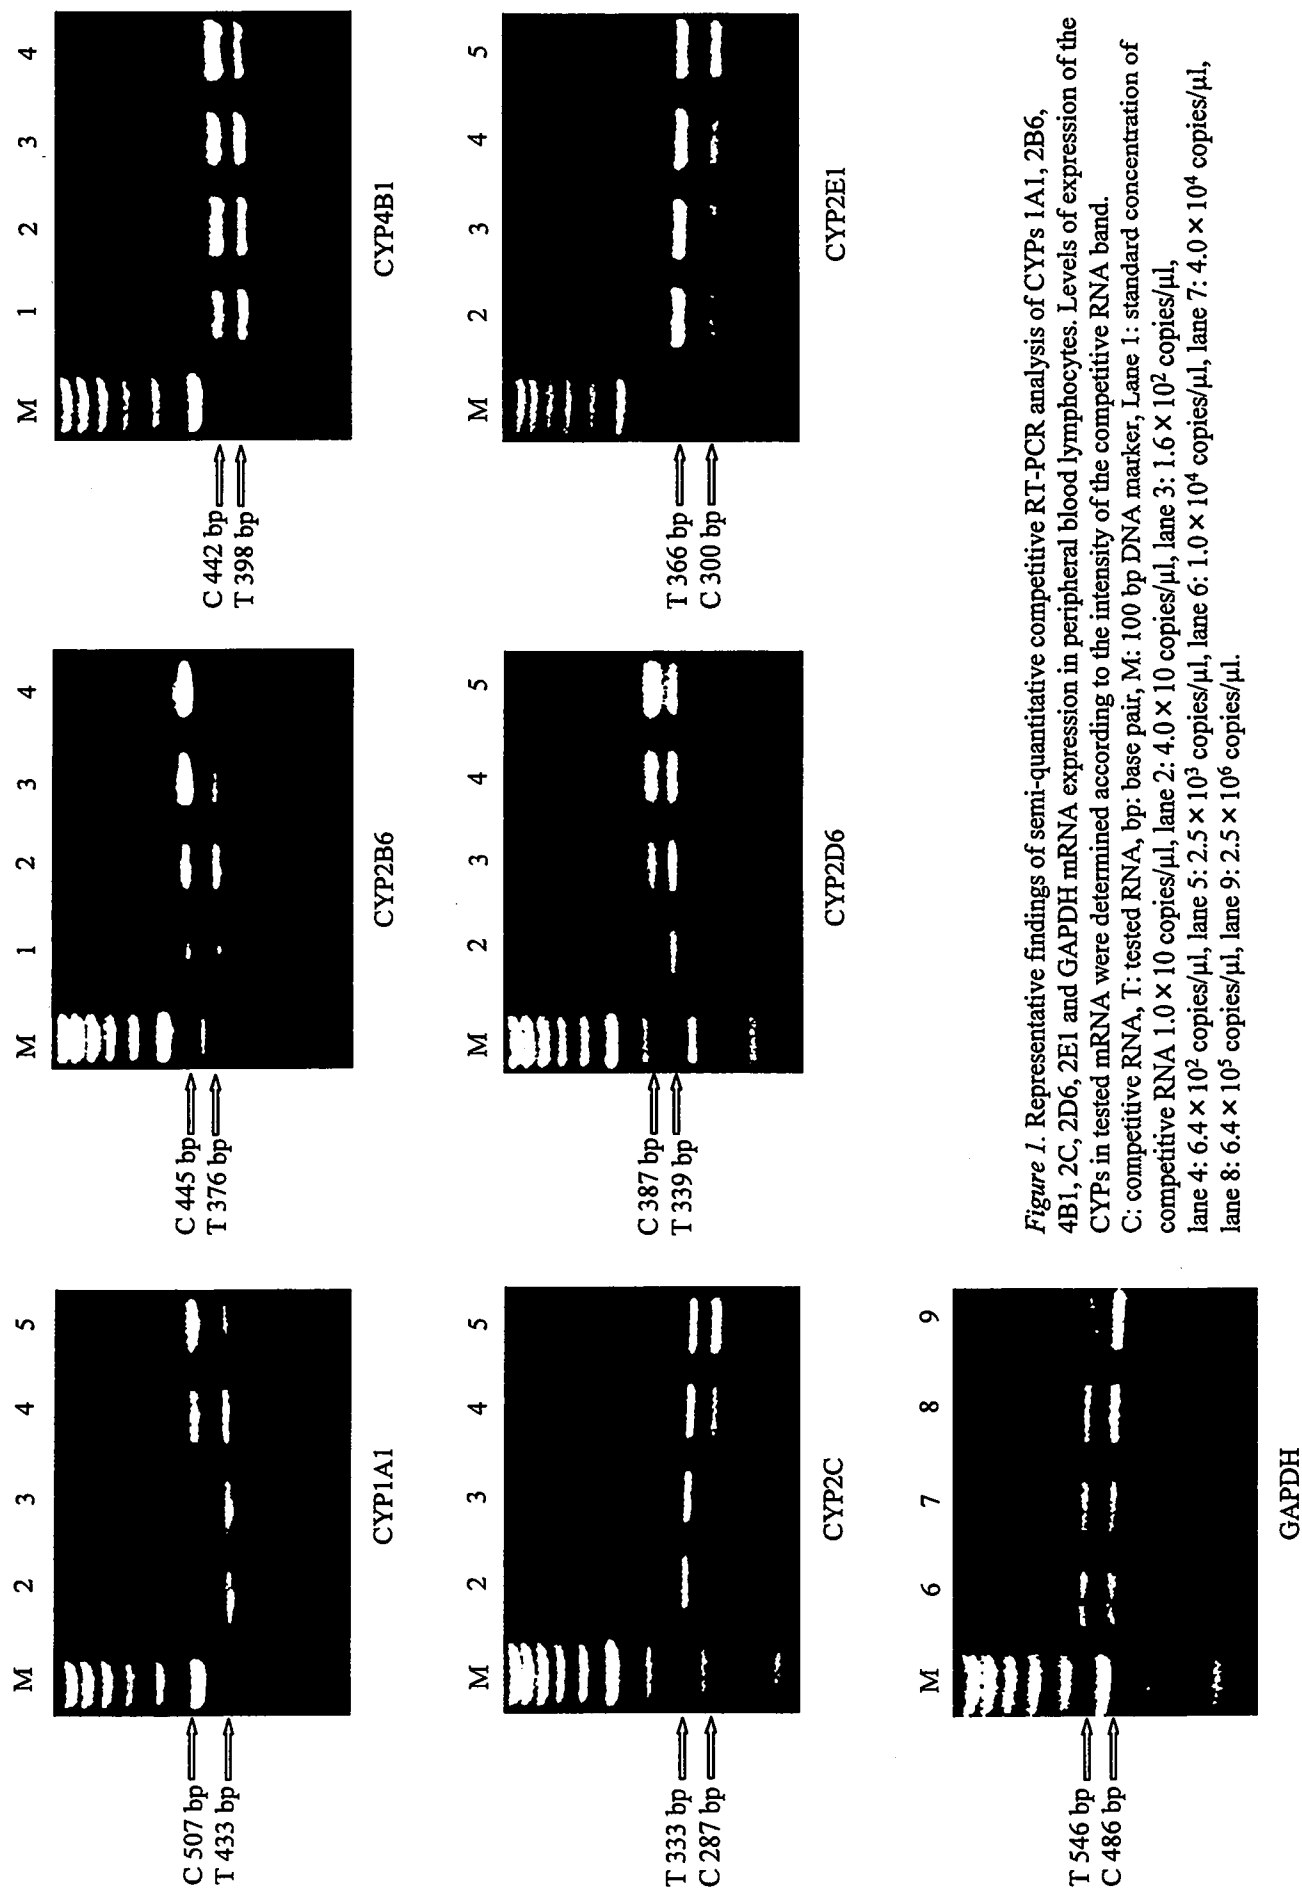 M 2 3 4 5
C 507 bp
T 433 bp
CYP1A1
M 1 2 3 4
C 445 bp
T 376 bp
CYP2B6
M 1 2 3 4
C 442 bp
T 398 bp
CYP4B1
M 2 3 4 5
T 333 bp
C 287 bp
CYP2C
M 2 3 4 5
C 387 bp
T 339 bp
CYP2D6
M 2 3 4 5
T 366 bp
C 300 bp
CYP2E1
M 6 7 8 9
T 546 bp
C 486 bp
GAPDH
Figure 1. Representative findings of semi-quantitative competitive RT-PCR analysis of CYPs 1A1, 2B6,
4B1, 2C, 2D6, 2E1 and GAPDH mRNA expression in peripheral blood lymphocytes. Levels of expression of the
CYPs in tested mRNA were determined according to the intensity of the competitive RNA band.
C: competitive RNA, T: tested RNA, bp: base pair, M: 100 bp DNA marker, Lane 1: standard concentration of
competitive RNA 1.0 × 10 copies/μl, lane 2: 4.0 × 10 copies/μl, lane 3: 1.6 × 10² copies/μl,
lane 4: 6.4 × 10² copies/μl, lane 5: 2.5 × 10³ copies/μl, lane 6: 1.0 × 10⁴ copies/μl, lane 7: 4.0 × 10⁴ copies/μl,
lane 8: 6.4 × 10⁵ copies/μl, lane 9: 2.5 × 10⁶ copies/μl.